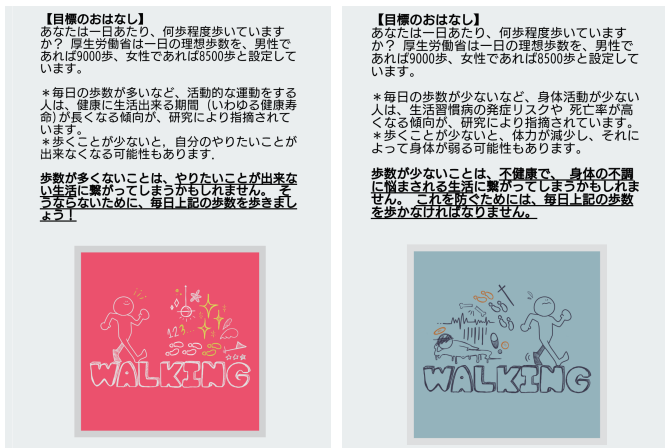 【目標のおはなし】
あなたは一日あたり、何歩程度歩いています
か？ 厚生労働省は一日の理想歩数を、男性で
あれば9000歩、女性であれば8500歩と設定して
います。
＊毎日の歩数が多いなど、活動的な運動をする
人は、健康に生活出来る期間（いわゆる健康寿
命)が長くなる傾向が、研究により指摘されて
います。
＊歩くことが少ないと，自分のやりたいことが
出来なくなる可能性もあります．
歩数が多くないことは、やりたいことが出来な
い生活に繋がってしまうかもしれません。 そ
うならないために、毎日上記の歩数を歩きまし
ょう！
123
WALKING
【目標のおはなし】
あなたは一日あたり、何歩程度歩いています
か？ 厚生労働省は一日の理想歩数を、男性で
あれば9000歩、女性であれば8500歩と設定して
います。
＊毎日の歩数が少ないなど、身体活動が少ない
人は、生活習慣病の発症リスクや 死亡率が高
くなる傾向が、研究により指摘されています。
＊歩くことが少ないと、体力が減少し、それに
よって身体が弱る可能性もあります。
歩数が少ないことは、不健康で、 身体の不調
に悩まされる生活に繋がってしまうかもしれま
せん。 これを防ぐためには、毎日上記の歩数
を歩かなければなりません。
WALKING